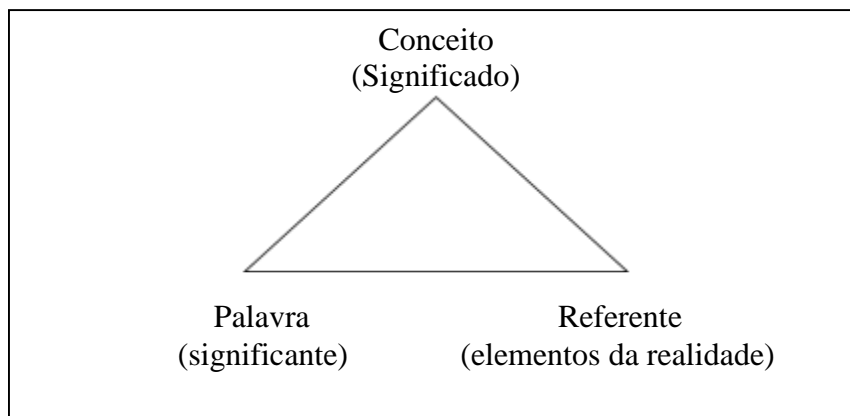 Conceito
(Significado)
Palavra
(significante)
Referente
(elementos da realidade)